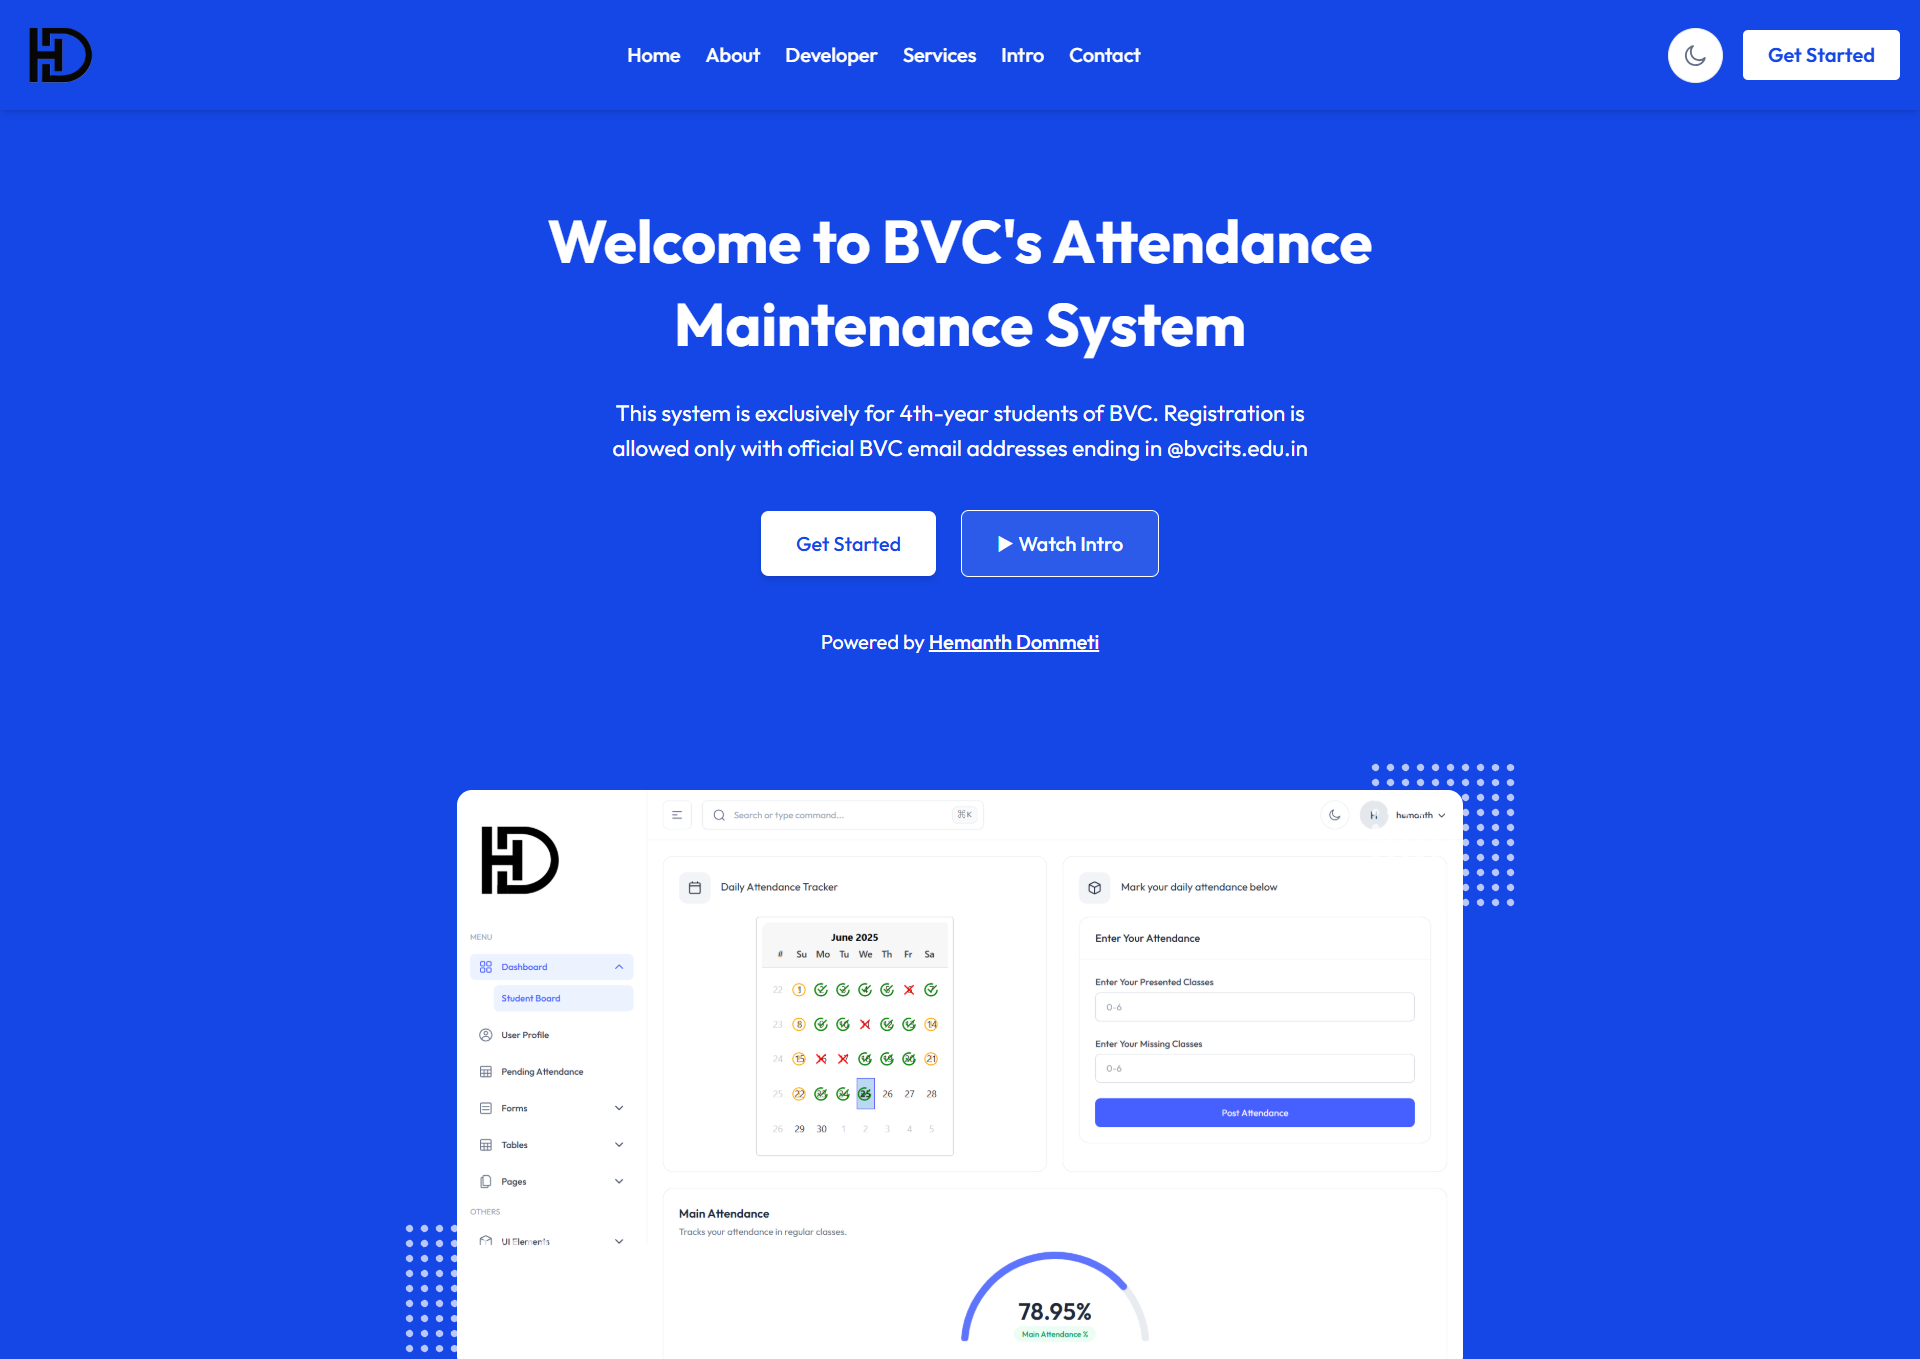 HD
Home About Developer Services Intro Contact
Get Started
Welcome to BVC's Attendance
Maintenance System
This system is exclusively for 4th-year students of BVC. Registration is
allowed only with official BVC email addresses ending in @bvcits.edu.in
Get Started
▶ Watch Intro
Powered by Hemanth Dommeti
HD
Search or type command...
⌘K
H
hemanth
MENU
Dashboard
Student Board
User Profile
Pending Attendance
Forms
Tables
Pages
OTHERS
UI Elements
Daily Attendance Tracker
June 2025
# Su Mo Tu We Th Fr Sa
22 1
23 8 14
24 15 21
25 22 25 26 27 28
26 29 30 1 2 3 4 5
Mark your daily attendance below
Enter Your Attendance
Enter Your Presented Classes
0-6
Enter Your Missing Classes
0-6
Post Attendance
Main Attendance
Tracks your attendance in regular classes.
78.95%
Main Attendance %